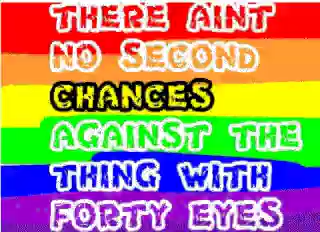 THERE AINT
NO SECOND
CHANCES
AGAINST THE
THING WITH
FORTY EYES